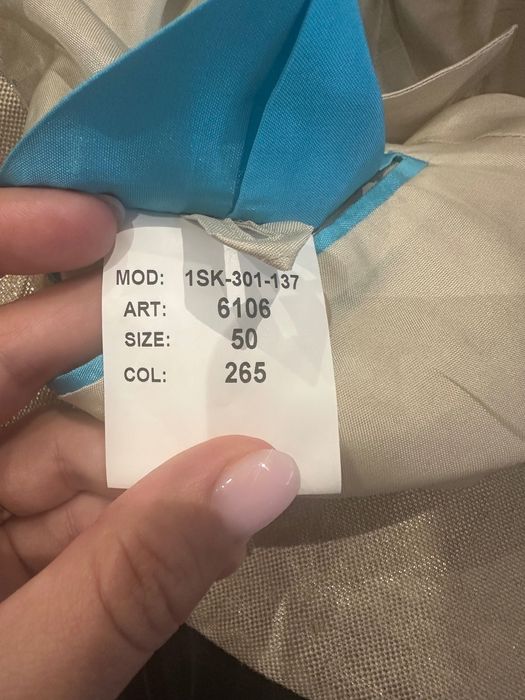 MOD: 1SK-301-137
ART: 6106
SIZE: 50
COL: 265